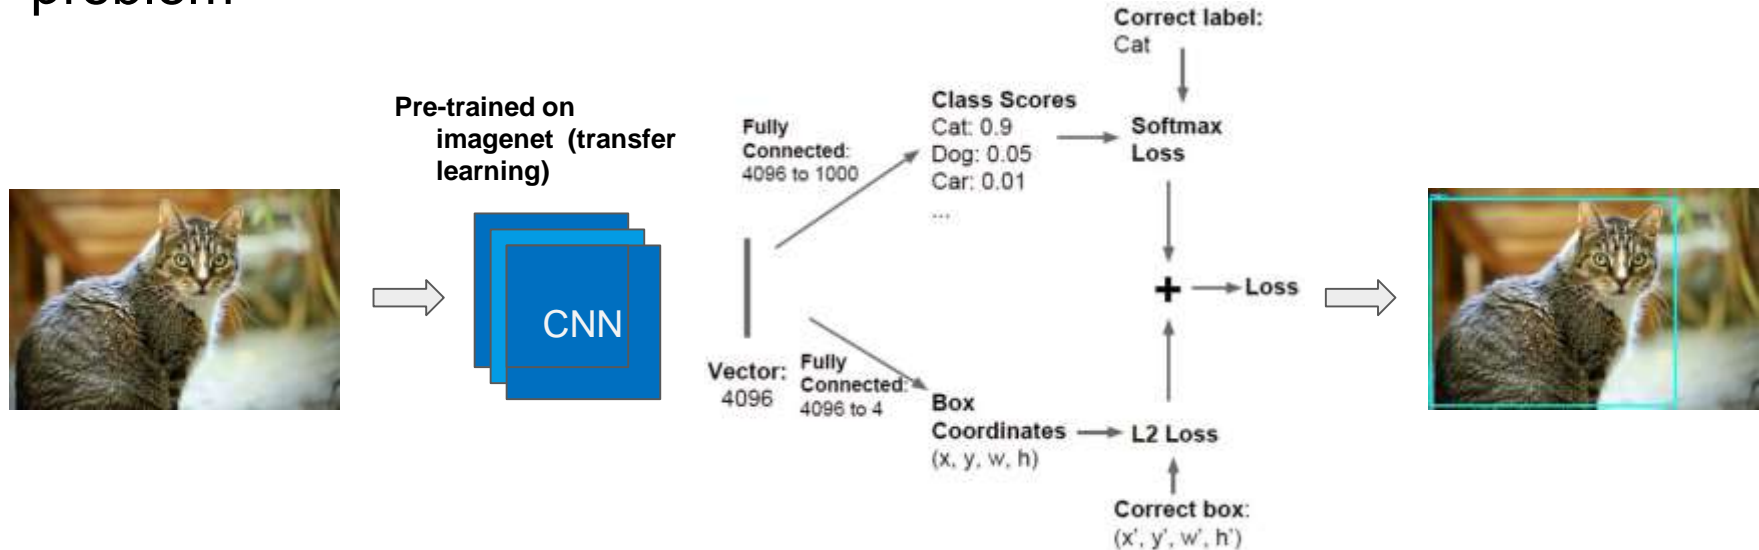 problem
Pre-trained on
imagenet (transfer
learning)
CNN
Fully
Connected:
4096 to 1000
Vector:
4096
Fully
Connected:
4096 to 4
Class Scores
Cat: 0.9
Dog: 0.05
Car: 0.01
...
Correct label:
Cat
Softmax
Loss
+
Loss
Box
Coordinates
(x, y, w, h)
L2 Loss
Correct box:
(x', y', w', h')